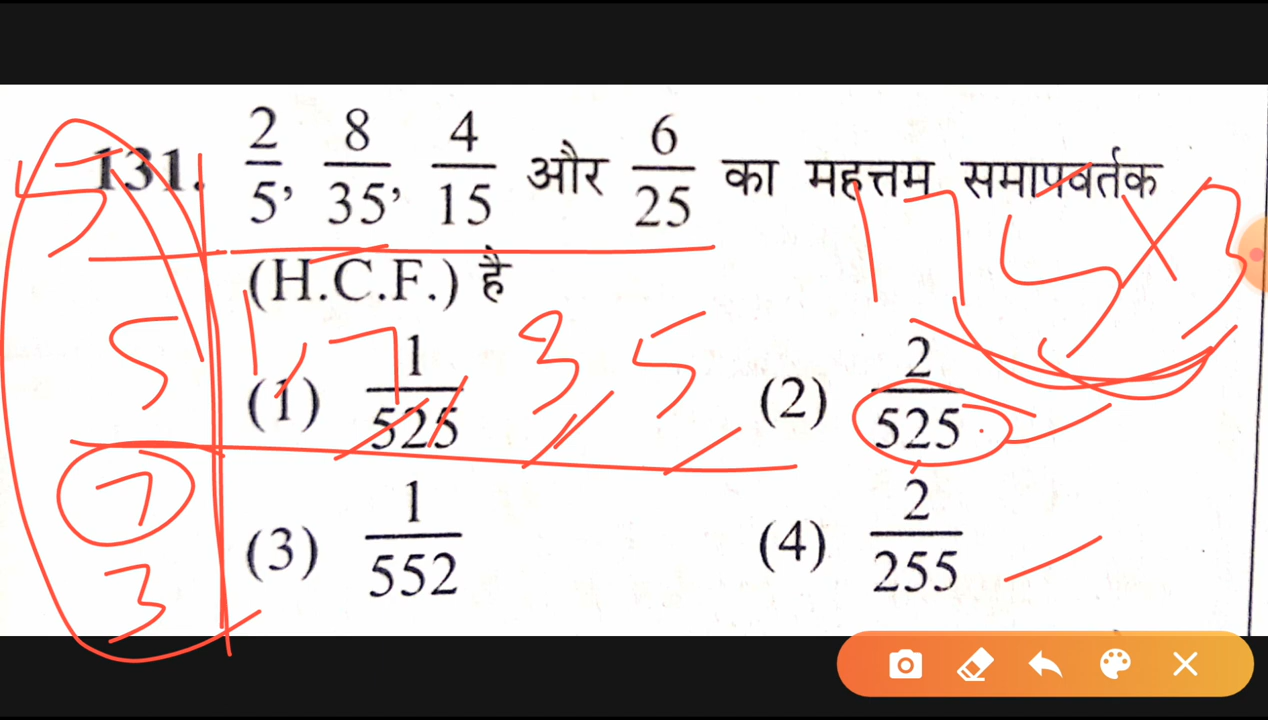 131. 2/5, 8/35, 4/15 और 6/25 का महत्तम समापवर्तक
(H.C.F.) है
(1) 1/525 (2) 2/525
(3) 1/552 (4) 2/255
5
5
7
3
1, 7, 3, 5
175×3